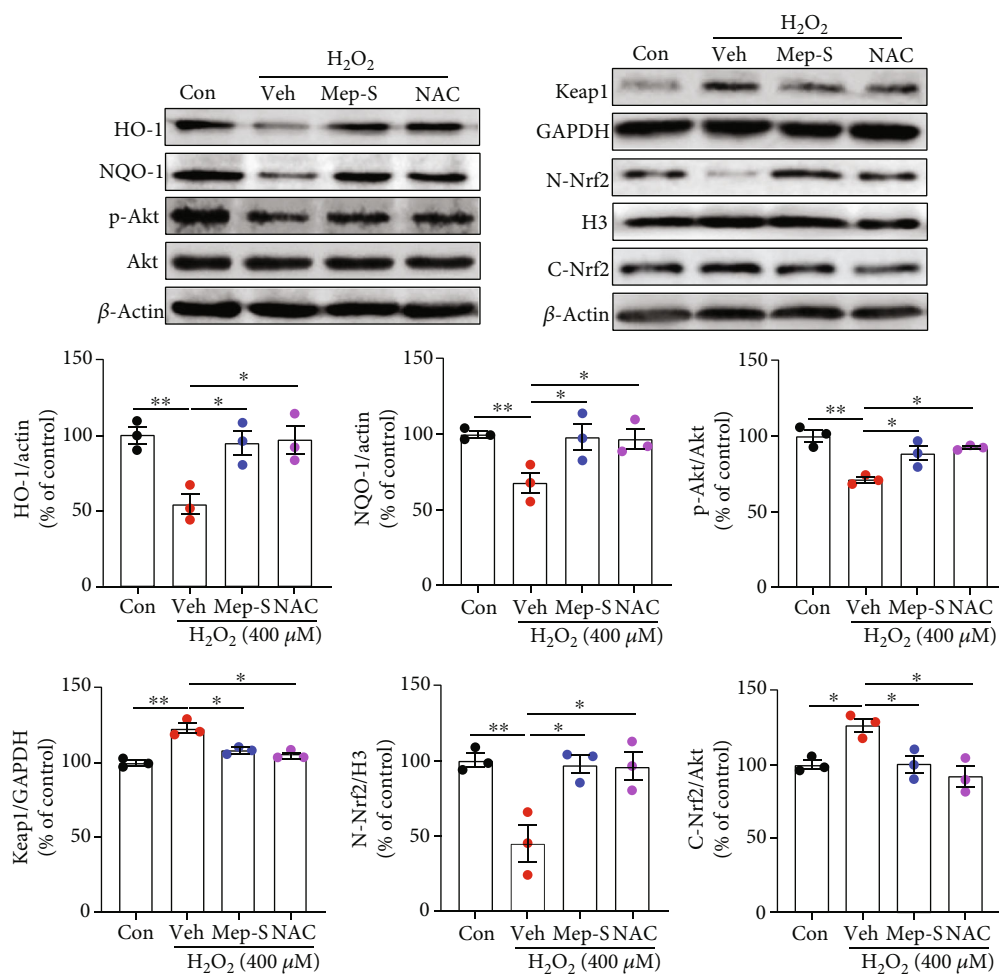 H₂O₂
Con Veh Mep-S NAC
HO-1
NQO-1
p-Akt
Akt
β-Actin
H₂O₂
Con Veh Mep-S NAC
Keap1
GAPDH
N-Nrf2
H3
C-Nrf2
β-Actin
HO-1/actin
(% of control)
150
100
50
0
** * *
Con Veh Mep-S NAC
H₂O₂ (400 μM)
NQO-1/actin
(% of control)
150
100
50
0
** * *
Con Veh Mep-S NAC
H₂O₂ (400 μM)
p-Akt/Akt
(% of control)
150
100
50
0
** * *
Con Veh Mep-S NAC
H₂O₂ (400 μM)
Keap1/GAPDH
(% of control)
150
100
50
0
** * *
Con Veh Mep-S NAC
H₂O₂ (400 μM)
N-Nrf2/H3
(% of control)
150
100
50
0
** * *
Con Veh Mep-S NAC
H₂O₂ (400 μM)
C-Nrf2/Akt
(% of control)
150
100
50
0
* * *
Con Veh Mep-S NAC
H₂O₂ (400 μM)